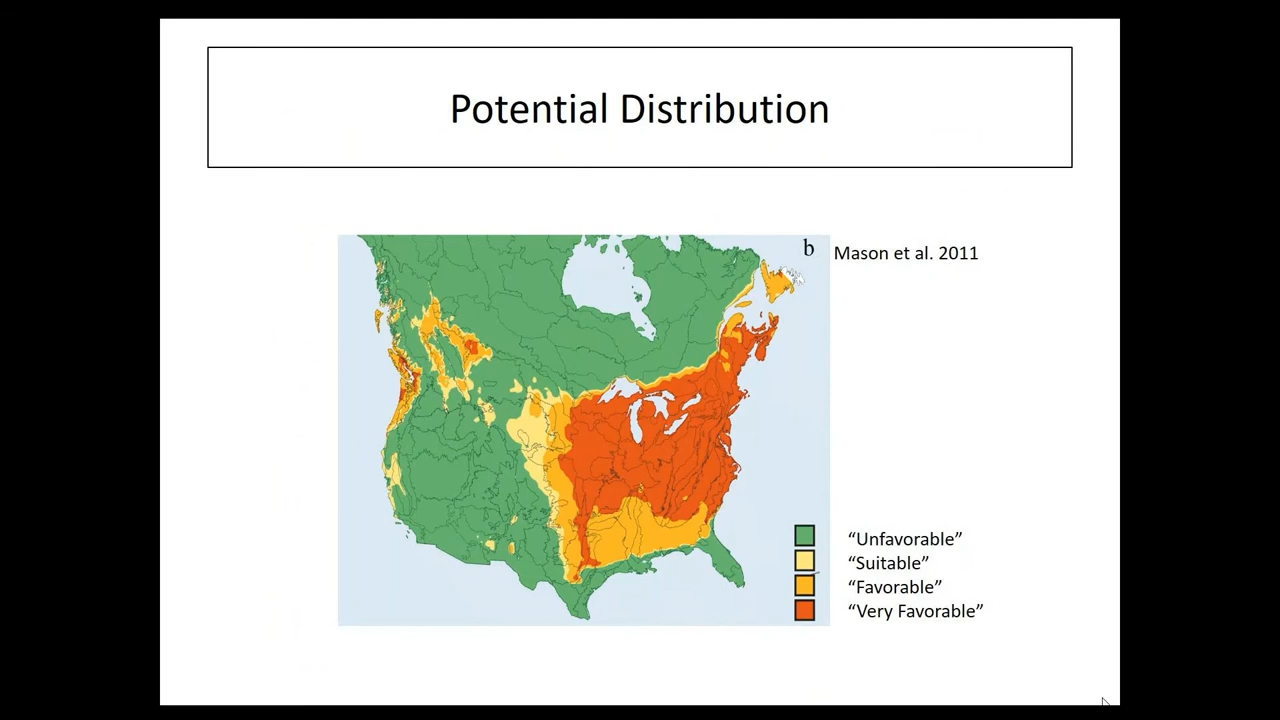 Potential Distribution
b
Mason et al. 2011
“Unfavorable”
“Suitable”
“Favorable”
“Very Favorable”